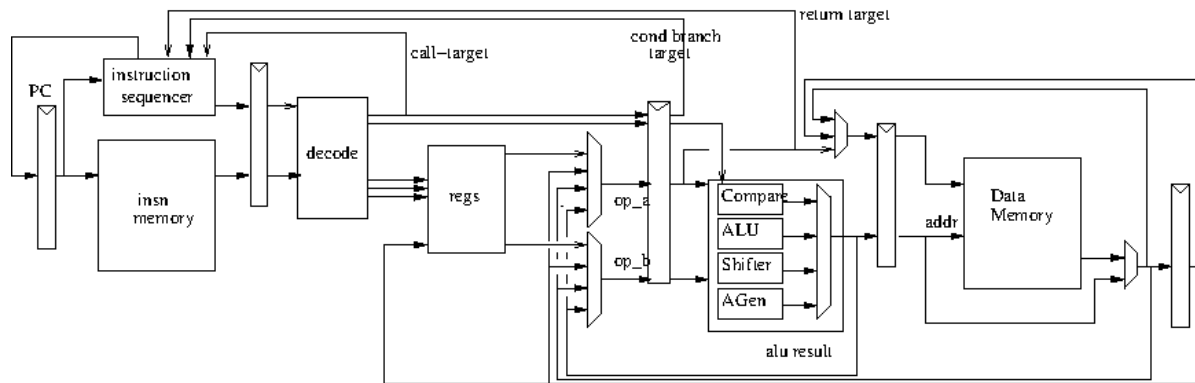 return target
cond branch
target
call-target
instruction
sequencer
PC
decode
insn
memory
regs
op_a
op_b
Compare
ALU
Shifter
AGen
alu result
addr
Data
Memory